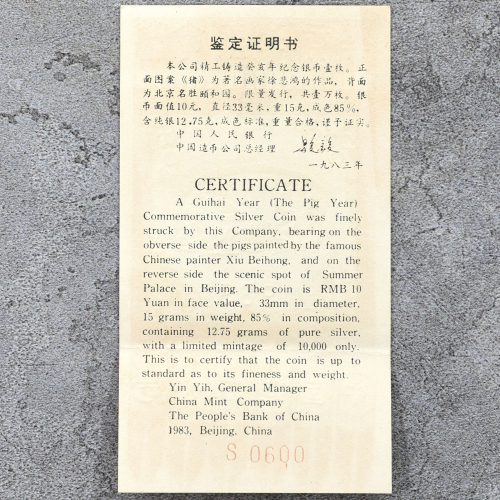 鉴定证明书
本公司精工铸造癸亥年纪念银币壹枚。正
面图案《猪》为著名画家徐悲鸿的作品，背面
为北京名胜颐和园。限量发行，共壹万枚。银
币面值10元，直径33毫米，重15克，成色85%，
含纯银12.75克，成色标准，重量合格，谨予证实。
中国人民银行
中国造币公司总经理
一九八三年
CERTIFICATE
A Guihai Year (The Pig Year)
Commemorative Silver Coin was finely
struck by this Company, bearing on the
obverse side the pigs painted by the famous
Chinese painter Xiu Beihong, and on the
reverse side the scenic spot of Summer
Palace in Beijing. The coin is RMB 10
Yuan in face value, 33mm in diameter,
15 grams in weight, 85% in composition,
containing 12.75 grams of pure silver,
with a limited mintage of 10,000 only.
This is to certify that the coin is up to
standard as to its fineness and weight.
Yin Yih, General Manager
China Mint Company
The People's Bank of China
1983, Beijing, China
S 0600